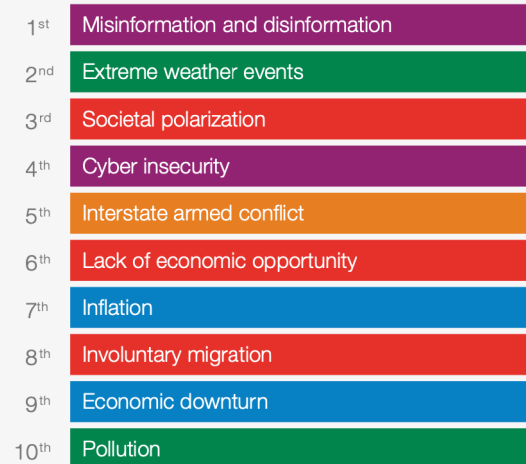 1st Misinformation and disinformation
2nd Extreme weather events
3rd Societal polarization
4th Cyber insecurity
5th Interstate armed conflict
6th Lack of economic opportunity
7th Inflation
8th Involuntary migration
9th Economic downturn
10th Pollution